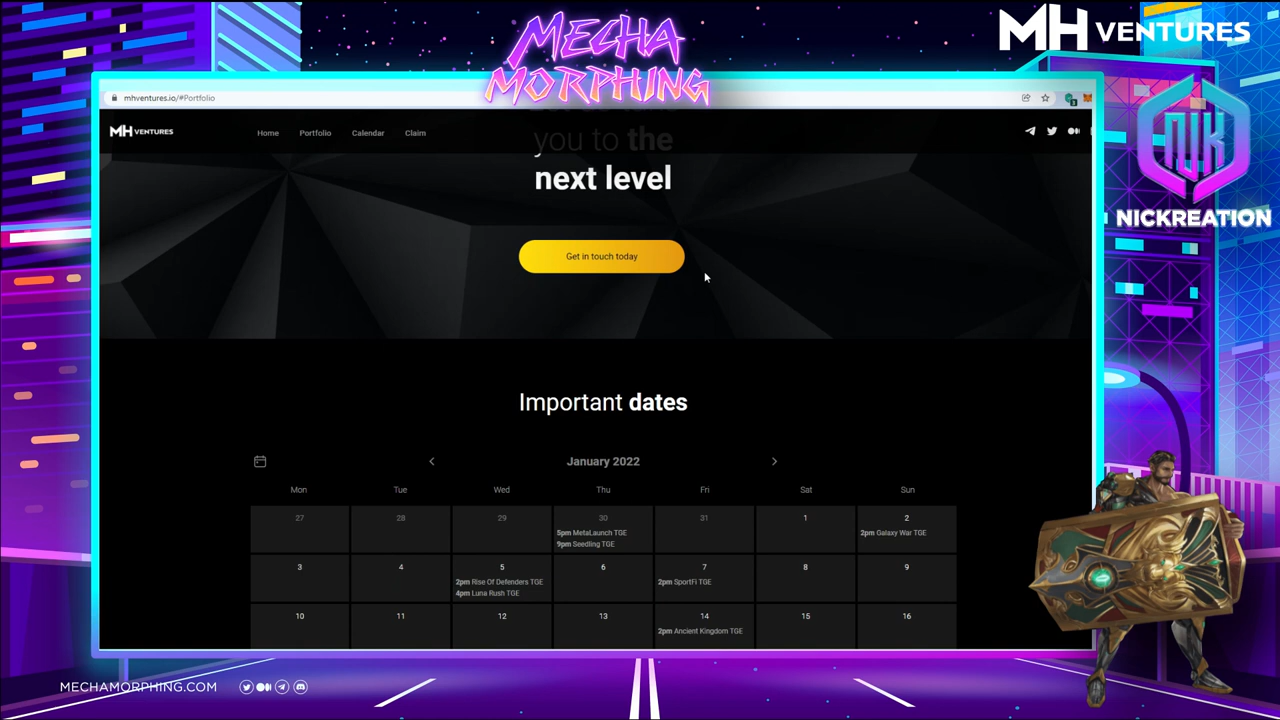 MECHA
MORPHING
MH VENTURES
mhventures.io/#Portfolio
MH VENTURES
Home
Portfolio
Calendar
Claim
you to the
next level
NICKREATION
Get in touch today
Important dates
January 2022
Mon Tue Wed Thu Fri Sat Sun
27 28 29 30 31 1 2
5pm MetaLaunch TGE
9pm Seedling TGE
2pm Galaxy War TGE
3 4 5 6 7 8 9
2pm Rise Of Defenders TGE
4pm Luna Rush TGE
2pm SportFi TGE
10 11 12 13 14 15 16
2pm Ancient Kingdom TGE
MECHAMORPHING.COM